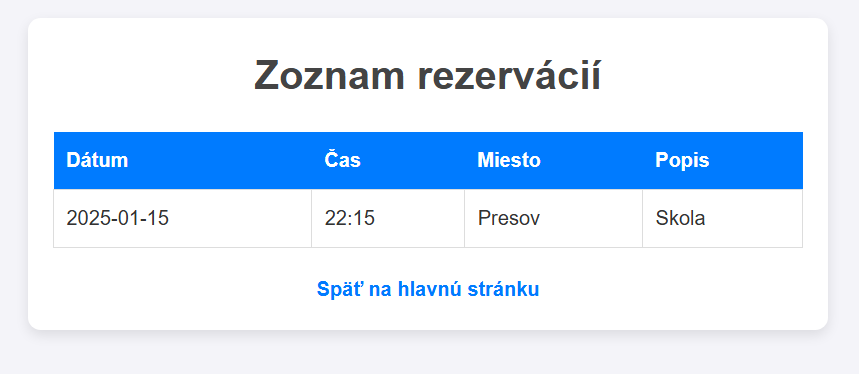 Zoznam rezervácií
Dátum Čas Miesto Popis
2025-01-15 22:15 Presov Skola
Späť na hlavnú stránku